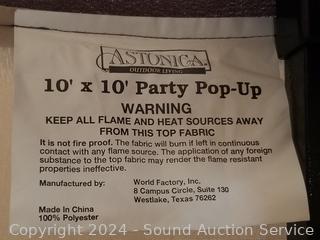 ASTONICA
OUTDOOR LIVING
10' x 10' Party Pop-Up
WARNING
KEEP ALL FLAME AND HEAT SOURCES AWAY
FROM THIS TOP FABRIC
It is not fire proof. The fabric will burn if left in continuous
contact with any flame source. The application of any foreign
substance to the top fabric may render the flame resistant
properties ineffective.
Manufactured by: World Factory, Inc.
8 Campus Circle, Suite 130
Westlake, Texas 76262
Made In China
100% Polyester
Copyright 2024 - Sound Auction Service